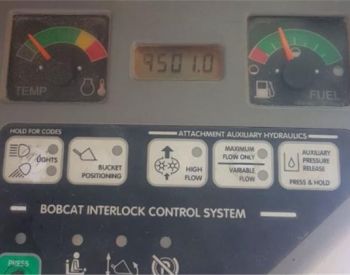 9501.0
TEMP
FUEL
HOLD FOR CODES
ATTACHMENT AUXILIARY HYDRAULICS
LIGHTS
BUCKET
POSITIONING
HIGH
FLOW
MAXIMUM
FLOW ONLY
VARIABLE
FLOW
AUXILIARY
PRESSURE
RELEASE
PRESS & HOLD
BOBCAT INTERLOCK CONTROL SYSTEM
PRESS